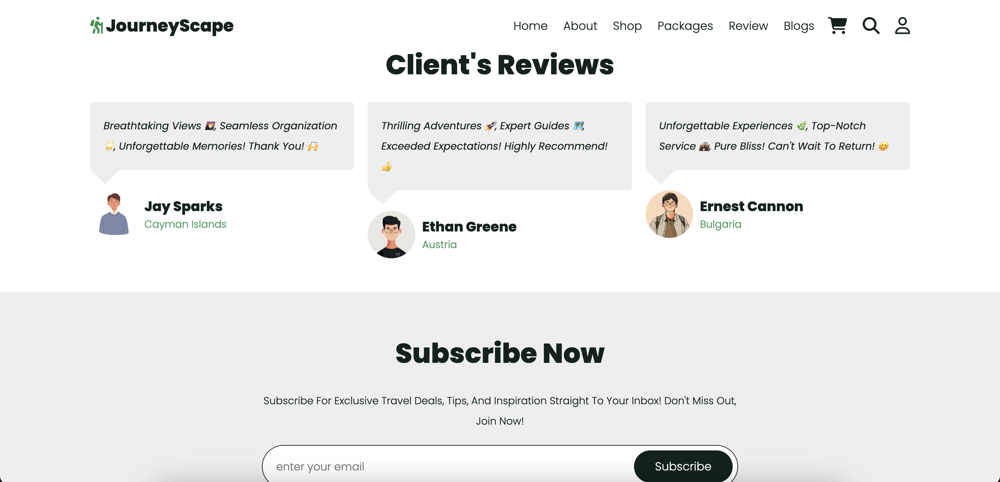 JourneyScape
Home About Shop Packages Review Blogs
Client's Reviews
Breathtaking Views 🌄, Seamless Organization
🌟, Unforgettable Memories! Thank You! 🙌
Jay Sparks
Cayman Islands
Thrilling Adventures 🚀, Expert Guides 🗺️,
Exceeded Expectations! Highly Recommend!
👍
Ethan Greene
Austria
Unforgettable Experiences 🌿, Top-Notch
Service 💼, Pure Bliss! Can't Wait To Return! 😊
Ernest Cannon
Bulgaria
Subscribe Now
Subscribe For Exclusive Travel Deals, Tips, And Inspiration Straight To Your Inbox! Don't Miss Out,
Join Now!
enter your email
Subscribe